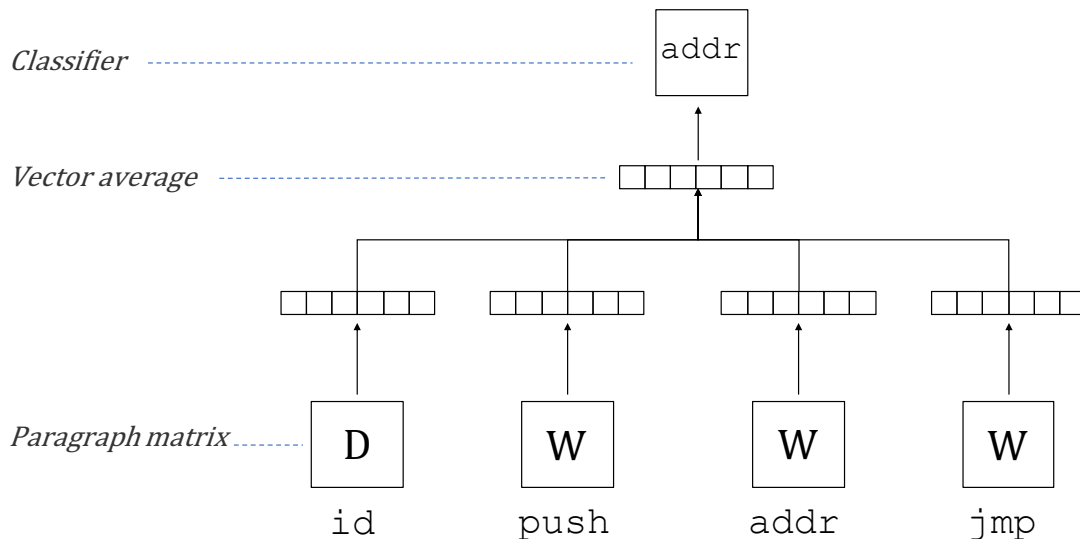 addr
Classifier
Vector average
Paragraph matrix
D W W W
id push addr jmp